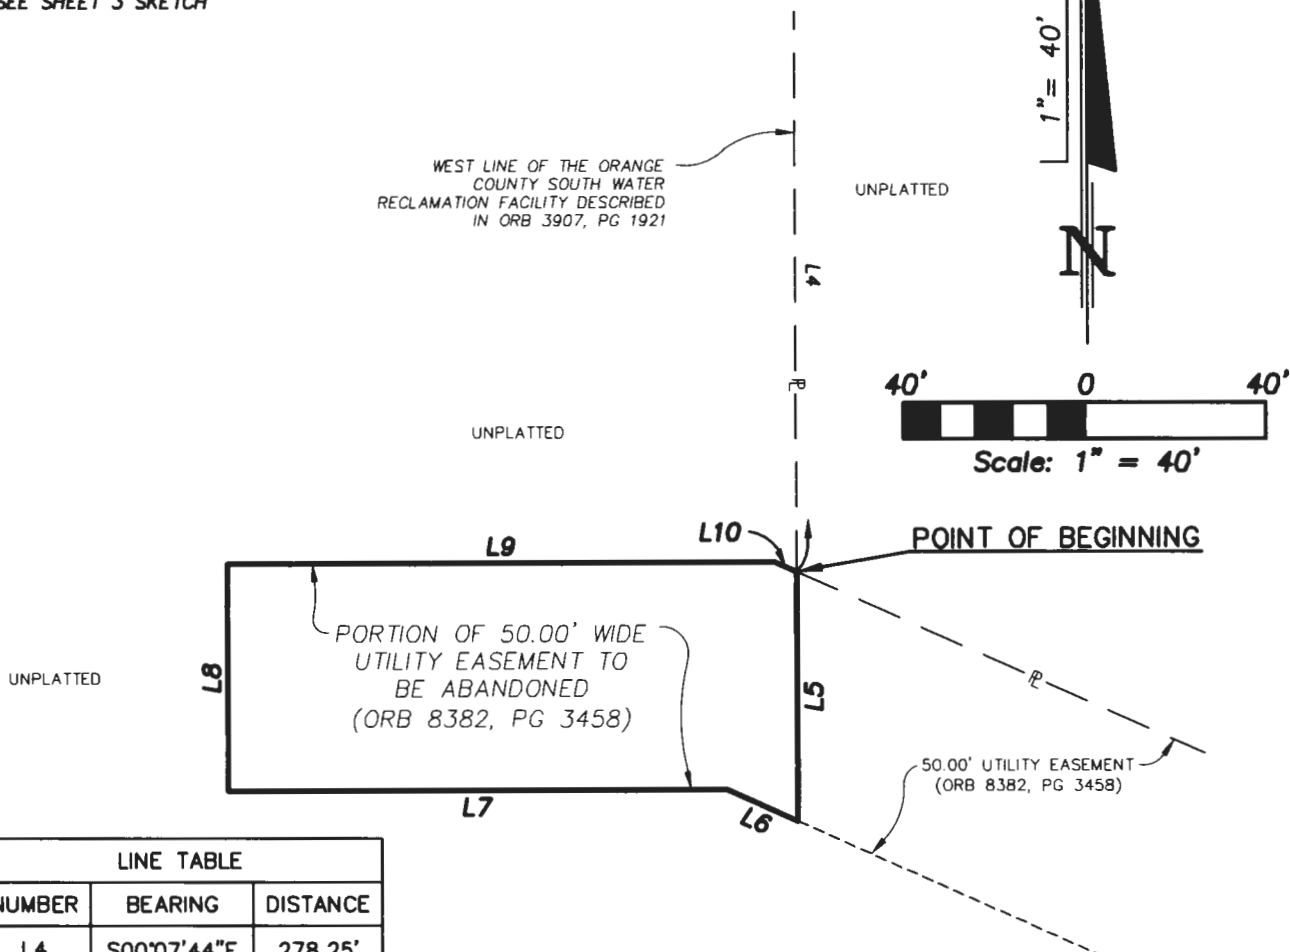 SEE SHEET 3 SKETCH
1"= 40'
WEST LINE OF THE ORANGE
COUNTY SOUTH WATER
RECLAMATION FACILITY DESCRIBED
IN ORB 3907, PG 1921
UNPLATTED
N
L4
PL
40' 0 40'
Scale: 1" = 40'
UNPLATTED
L10
POINT OF BEGINNING
L9
PORTION OF 50.00' WIDE
UTILITY EASEMENT TO
BE ABANDONED
(ORB 8382, PG 3458)
UNPLATTED
L8
L5
PL
50.00' UTILITY EASEMENT
(ORB 8382, PG 3458)
L7
L6
LINE TABLE
NUMBER BEARING DISTANCE
L4 S00°07'44"E 278.25'